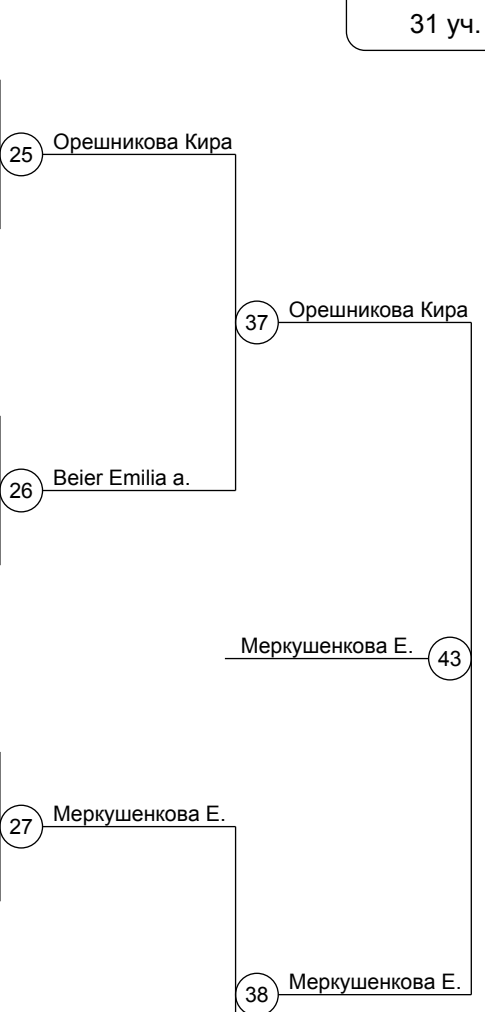 31 уч.
25 Орешникова Кира
37 Орешникова Кира
26 Beier Emilia a.
Меркушенкова Е. 43
27 Меркушенкова Е.
38 Меркушенкова Е.